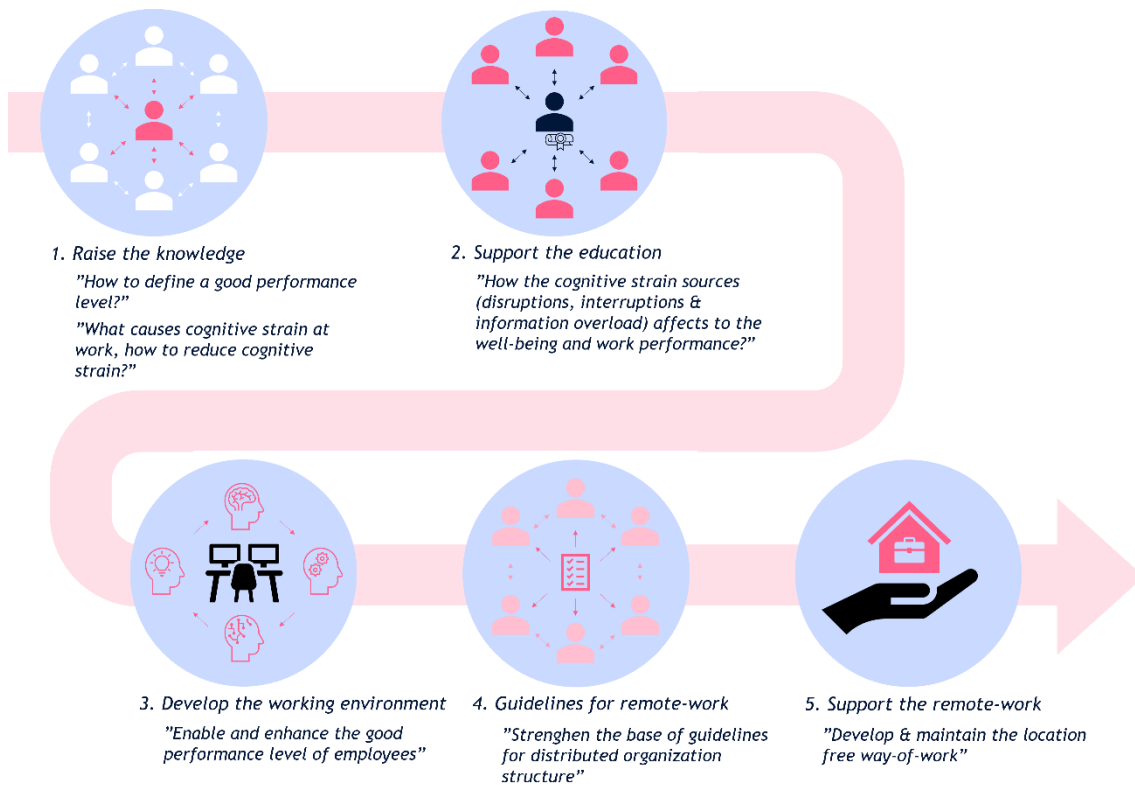 1. Raise the knowledge
”How to define a good performance
level?”
”What causes cognitive strain at
work, how to reduce cognitive
strain?”
2. Support the education
”How the cognitive strain sources
(disruptions, interruptions &
information overload) affects to the
well-being and work performance?”
3. Develop the working environment
”Enable and enhance the good
performance level of employees”
4. Guidelines for remote-work
”Strenghen the base of guidelines
for distributed organization
structure”
5. Support the remote-work
”Develop & maintain the location
free way-of-work”